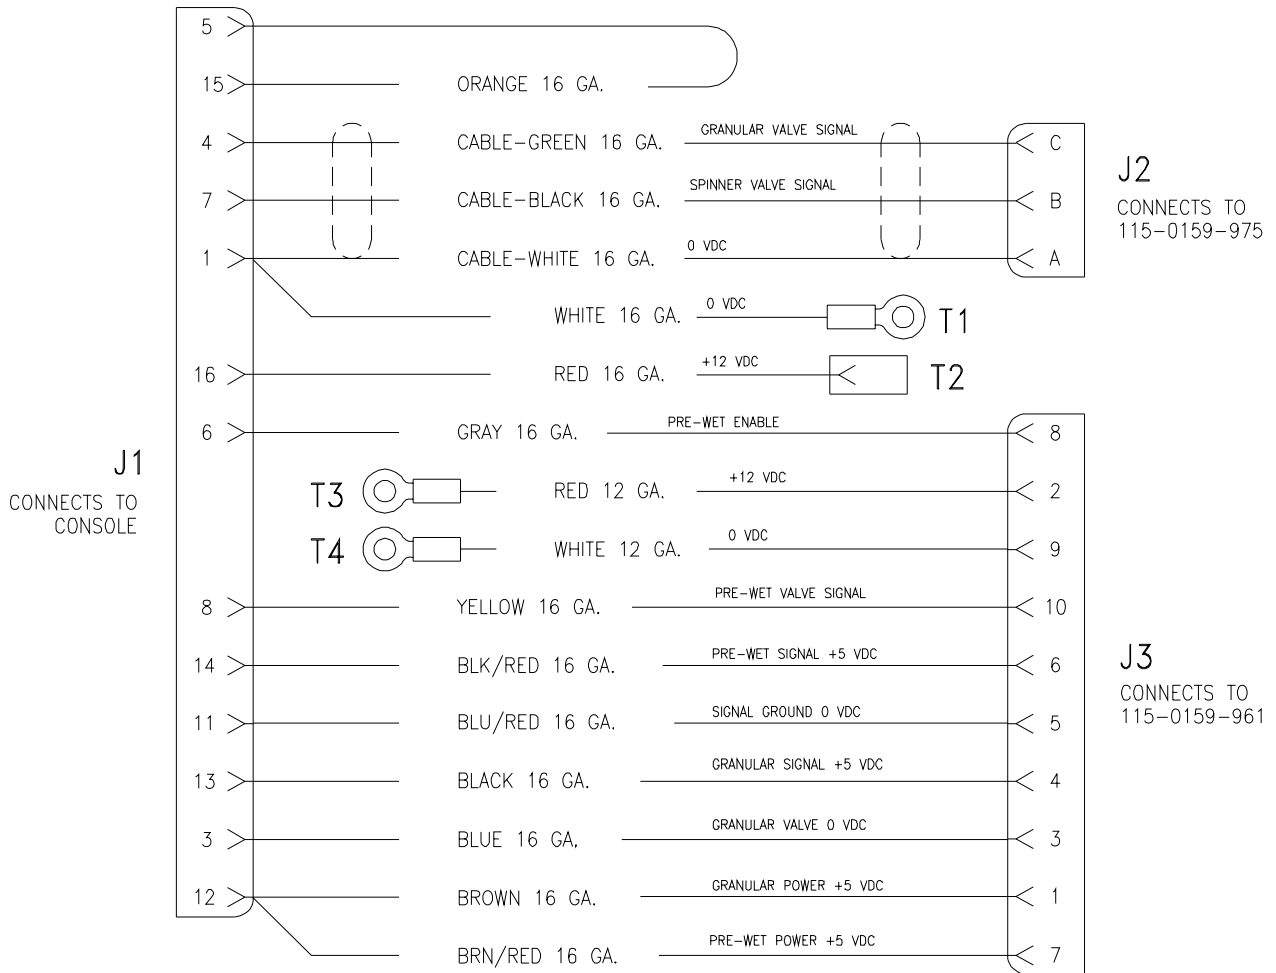 5
15 ORANGE 16 GA.
4 CABLE-GREEN 16 GA. GRANULAR VALVE SIGNAL C
7 CABLE-BLACK 16 GA. SPINNER VALVE SIGNAL B
1 CABLE-WHITE 16 GA. 0 VDC A
J2
CONNECTS TO
115-0159-975
WHITE 16 GA. 0 VDC T1
16 RED 16 GA. +12 VDC T2
6 GRAY 16 GA. PRE-WET ENABLE 8
J1
CONNECTS TO
CONSOLE
T3 RED 12 GA. +12 VDC 2
T4 WHITE 12 GA. 0 VDC 9
8 YELLOW 16 GA. PRE-WET VALVE SIGNAL 10
14 BLK/RED 16 GA. PRE-WET SIGNAL +5 VDC 6
J3
CONNECTS TO
115-0159-961
11 BLU/RED 16 GA. SIGNAL GROUND 0 VDC 5
13 BLACK 16 GA. GRANULAR SIGNAL +5 VDC 4
3 BLUE 16 GA. GRANULAR VALVE 0 VDC 3
12 BROWN 16 GA. GRANULAR POWER +5 VDC 1
BRN/RED 16 GA. PRE-WET POWER +5 VDC 7